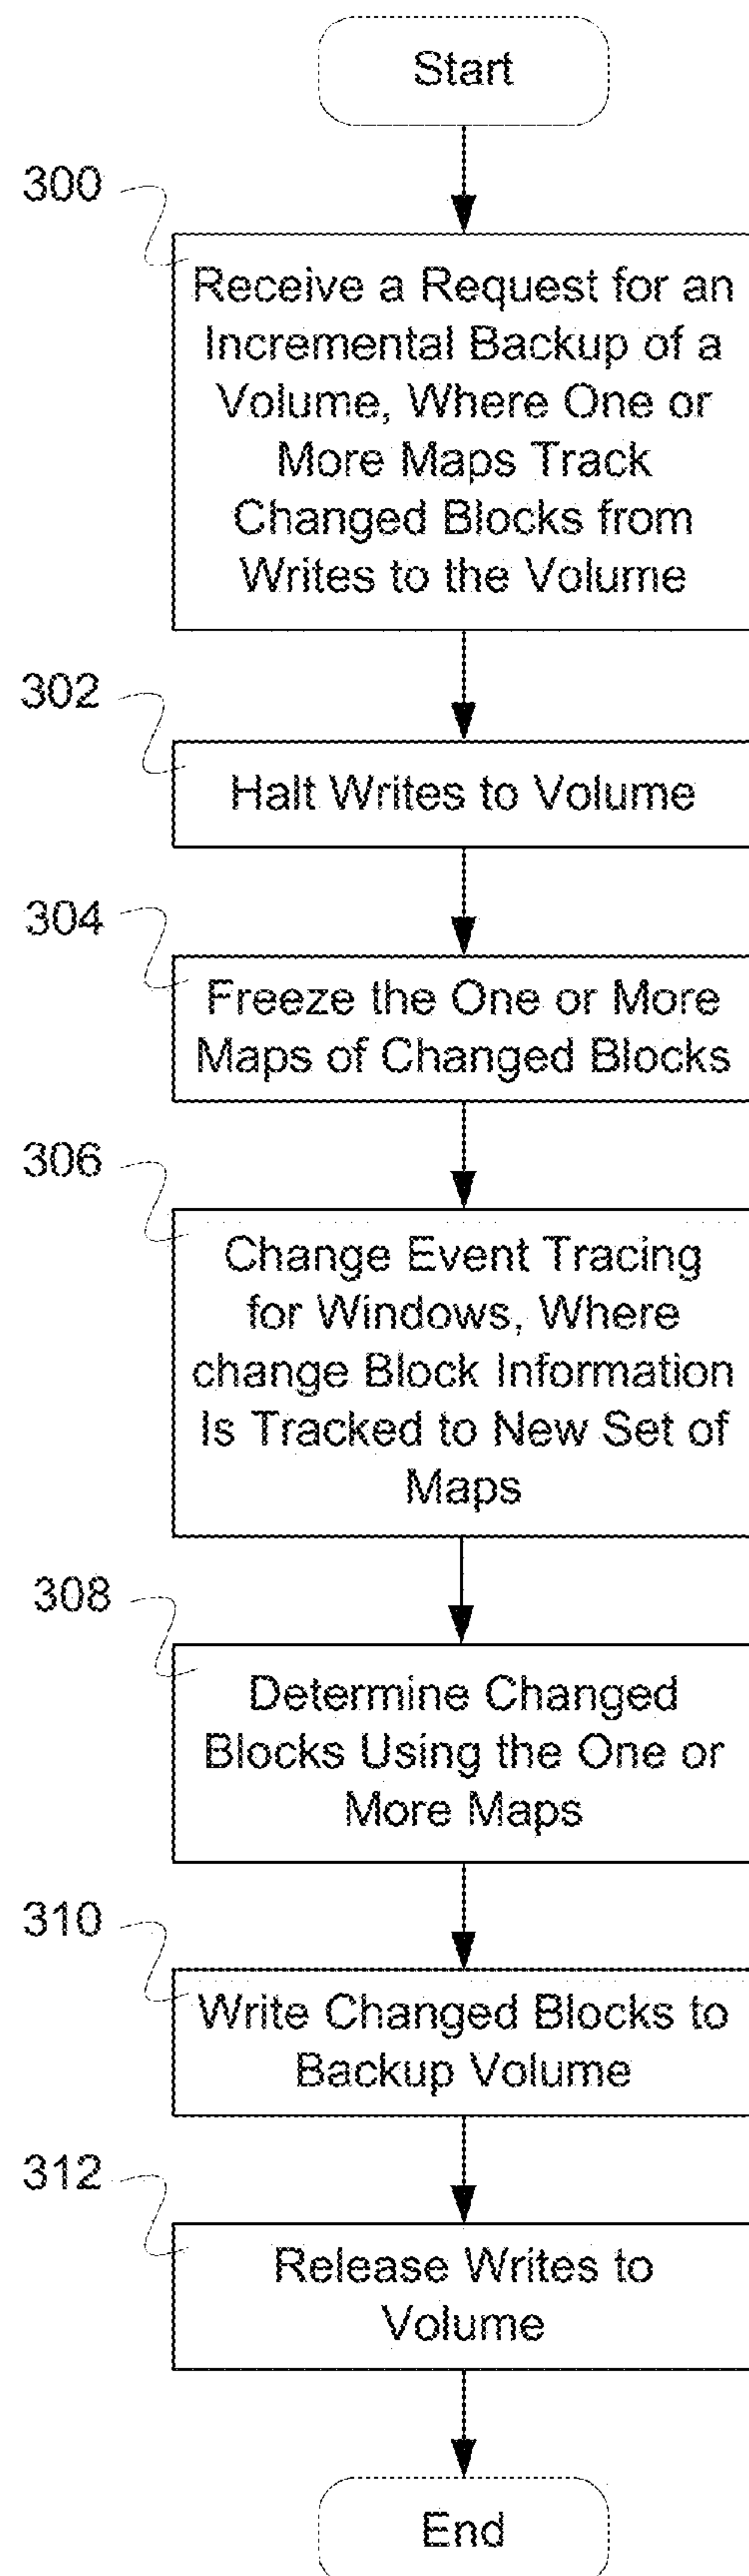 Start
300
Receive a Request for an
Incremental Backup of a
Volume, Where One or
More Maps Track
Changed Blocks from
Writes to the Volume
302
Halt Writes to Volume
304
Freeze the One or More
Maps of Changed Blocks
306
Change Event Tracing
for Windows, Where
change Block Information
Is Tracked to New Set of
Maps
308
Determine Changed
Blocks Using the One or
More Maps
310
Write Changed Blocks to
Backup Volume
312
Release Writes to
Volume
End